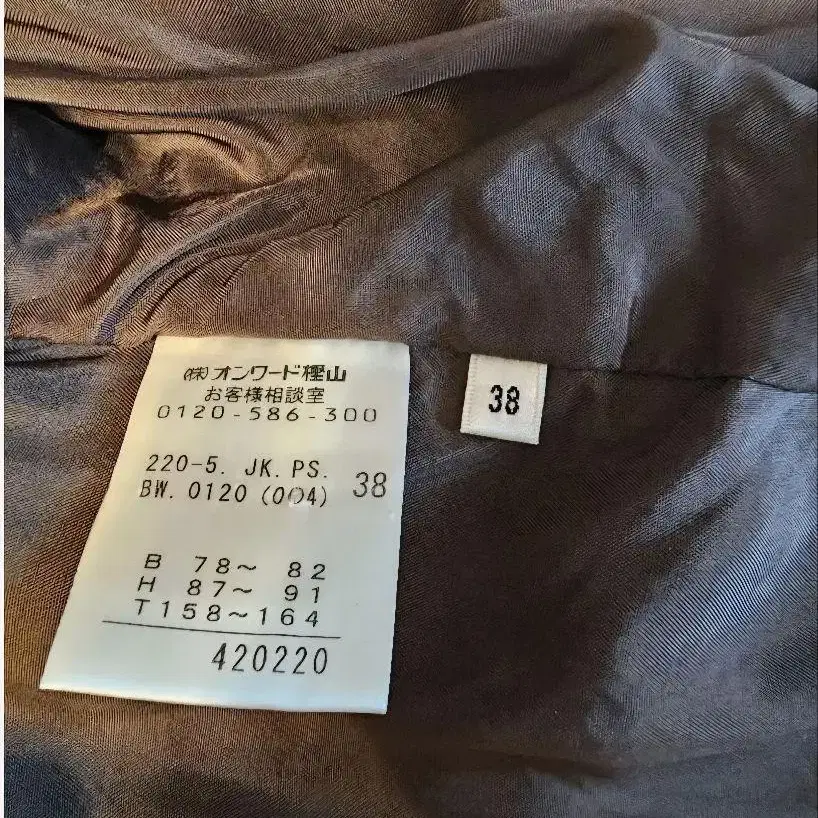 (株)オンワード樫山
お客様相談室
0120-586-300
220-5. JK. PS.
BW. 0120 (004) 38
B 78～ 82
H 87～ 91
T158～164
420220
38